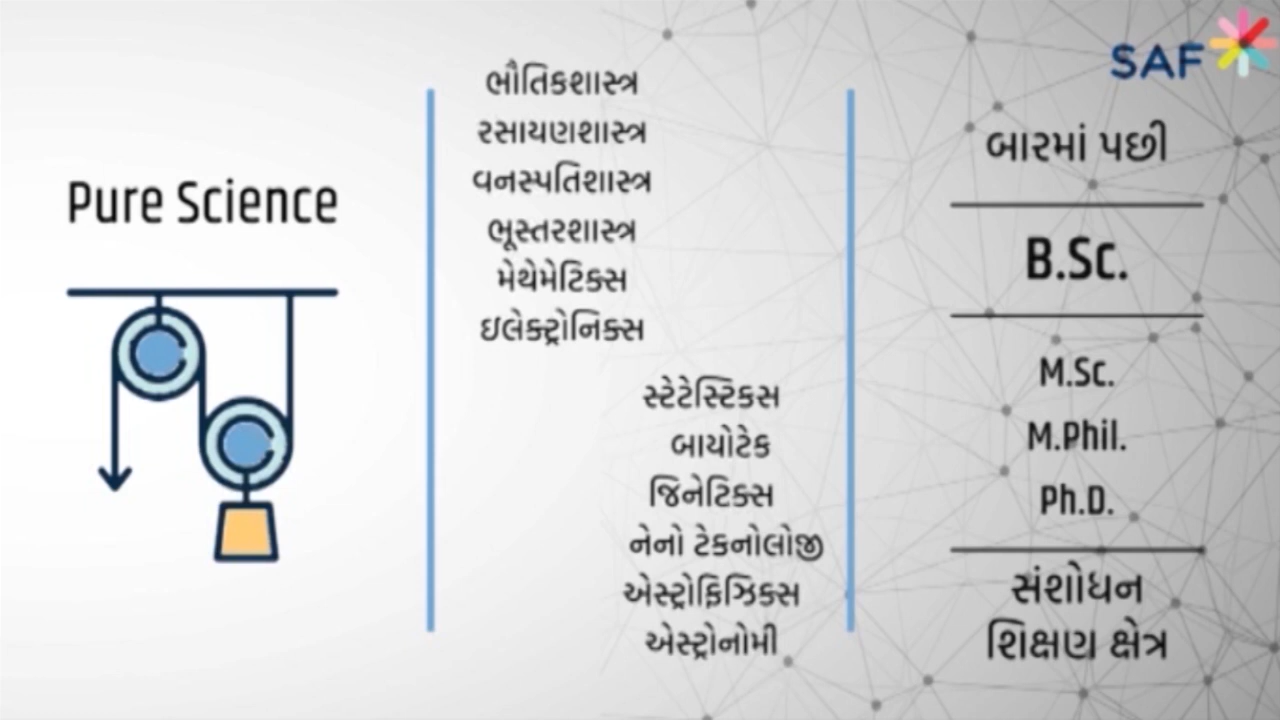 SAF
Pure Science
ભૌતિકશાસ્ત્ર
રસાયણશાસ્ત્ર
વનસ્પતિશાસ્ત્ર
ભૂસ્તરશાસ્ત્ર
મેથેમેટિક્સ
ઇલેક્ટ્રોનિક્સ
સ્ટેટેસ્ટિકસ
બાયોટેક
જિનેટિક્સ
નેનો ટેકનોલોજી
એસ્ટ્રોફિઝિક્સ
એસ્ટ્રોનોમી
બારમાં પછી
B.Sc.
M.Sc.
M.Phil.
Ph.D.
સંશોધન
શિક્ષણ ક્ષેત્ર